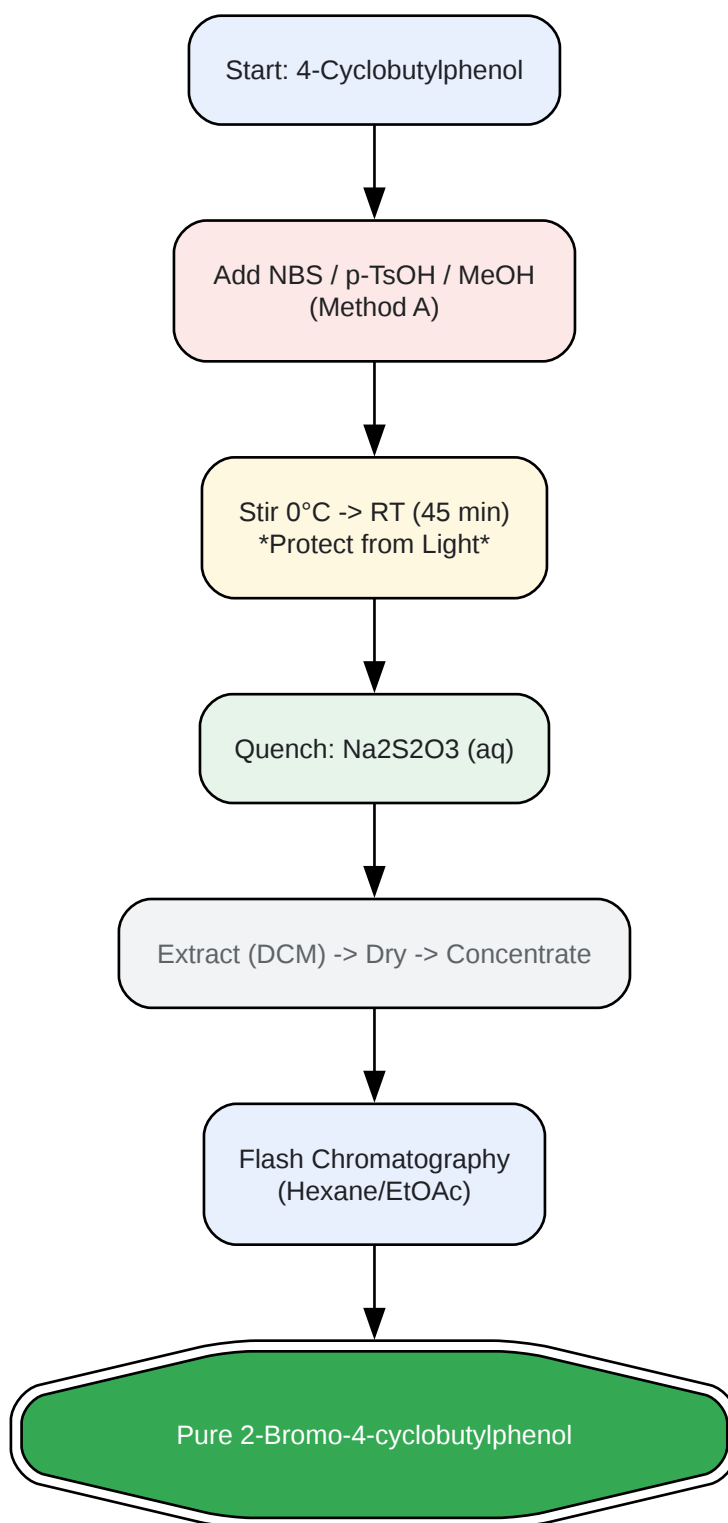 Start: 4-Cyclobutylphenol
Add NBS / p-TsOH / MeOH
(Method A)
Stir 0°C -> RT (45 min)
*Protect from Light*
Quench: Na2S2O3 (aq)
Extract (DCM) -> Dry -> Concentrate
Flash Chromatography
(Hexane/EtOAc)
Pure 2-Bromo-4-cyclobutylphenol